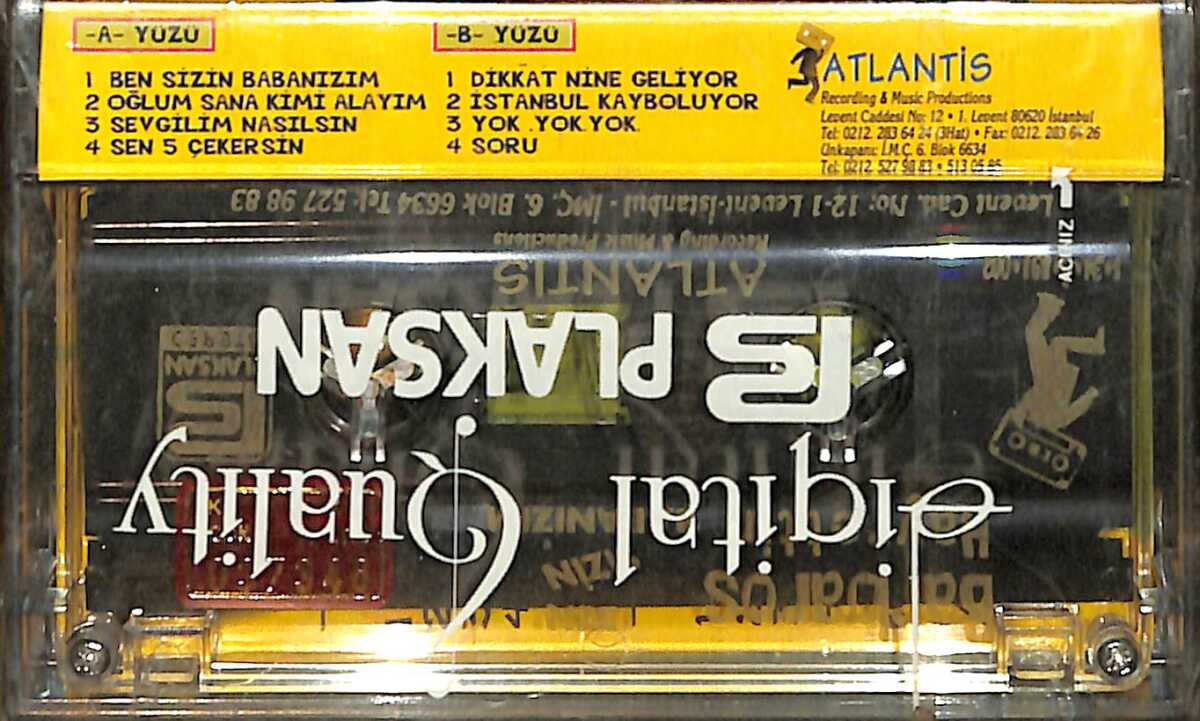 -A- YÜZÜ
1 BEN SİZİN BABANIZIM
2 OĞLUM SANA KİMİ ALAYIM
3 SEVGİLİM NASILSIN
4 SEN 5 ÇEKERSİN
-B- YÜZÜ
1 DİKKAT NİNE GELİYOR
2 İSTANBUL KAYBOLUYOR
3 YOK .YOK.YOK.
4 SORU
ATLANTİS
Recording & Music Productions
Levent Caddesi No: 12 • 1. Levent 80620 İstanbul
Tel: 0212. 283 64 24 (3Hat) • Fax: 0212. 283 64 26
Unkapanı: İ.M.Ç. 6. Blok 6634
Tel: 0212. 527 98 83 • 513 05 85
Levent Cad. No: 12-1 Levent-İstanbul - İMÇ. 6. Blok 6634 Tel: 527 98 83
Recording & Music Productions
ATLANTIS
AÇINIZ
PLAKSAN
PLAKSAN
Digital Quality
Barbaros